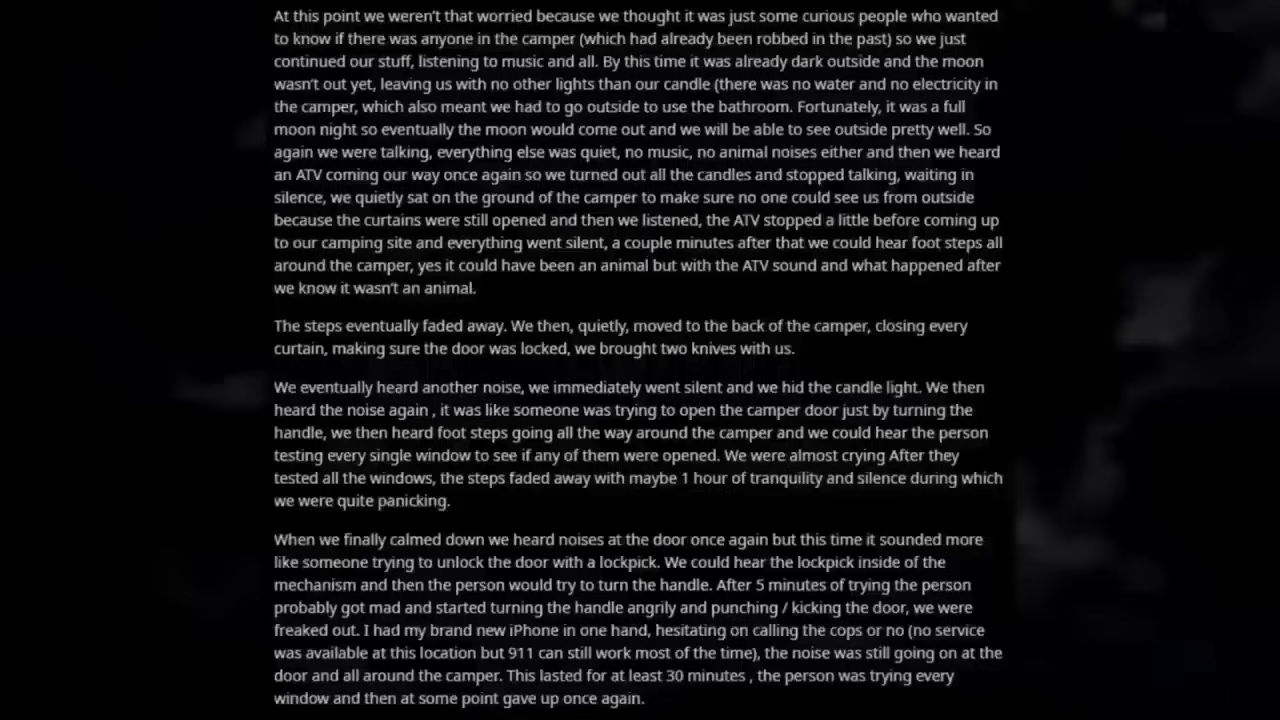 At this point we weren't that worried because we thought it was just some curious people who wanted
to know if there was anyone in the camper (which had already been robbed in the past) so we just
continued our stuff, listening to music and all. By this time it was already dark outside and the moon
wasn't out yet, leaving us with no other lights than our candle (there was no water and no electricity in
the camper, which also meant we had to go outside to use the bathroom. Fortunately, it was a full
moon night so eventually the moon would come out and we will be able to see outside pretty well. So
again we were talking, everything else was quiet, no music, no animal noises either and then we heard
an ATV coming our way once again so we turned out all the candles and stopped talking, waiting in
silence, we quietly sat on the ground of the camper to make sure no one could see us from outside
because the curtains were still opened and then we listened, the ATV stopped a little before coming up
to our camping site and everything went silent, a couple minutes after that we could hear foot steps all
around the camper, yes it could have been an animal but with the ATV sound and what happened after
we know it wasn't an animal.
The steps eventually faded away. We then, quietly, moved to the back of the camper, closing every
curtain, making sure the door was locked, we brought two knives with us.
We eventually heard another noise, we immediately went silent and we hid the candle light. We then
heard the noise again , it was like someone was trying to open the camper door just by turning the
handle, we then heard foot steps going all the way around the camper and we could hear the person
testing every single window to see if any of them were opened. We were almost crying After they
tested all the windows, the steps faded away with maybe 1 hour of tranquility and silence during which
we were quite panicking.
When we finally calmed down we heard noises at the door once again but this time it sounded more
like someone trying to unlock the door with a lockpick. We could hear the lockpick inside of the
mechanism and then the person would try to turn the handle. After 5 minutes of trying the person
probably got mad and started turning the handle angrily and punching / kicking the door, we were
freaked out. I had my brand new iPhone in one hand, hesitating on calling the cops or no (no service
was available at this location but 911 can still work most of the time), the noise was still going on at the
door and all around the camper. This lasted for at least 30 minutes , the person was trying every
window and then at some point gave up once again.